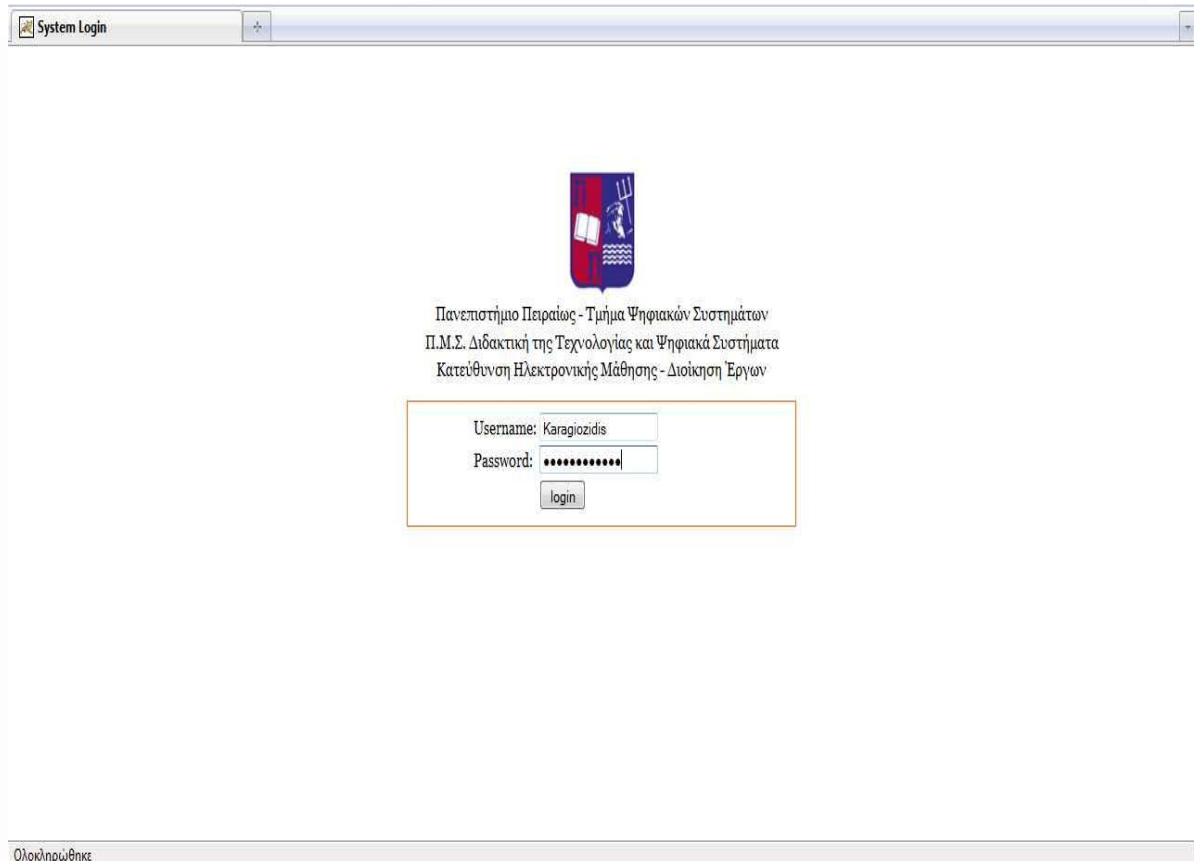 System Login
Πανεπιστήμιο Πειραίως - Τμήμα Ψηφιακών Συστημάτων
Π.Μ.Σ. Διδακτική της Τεχνολογίας και Ψηφιακά Συστήματα
Κατεύθυνση Ηλεκτρονικής Μάθησης - Διοίκηση Έργων
Username: Karagiozidis
Password: ••••••••••••
login
Ολοκληρώθηκε